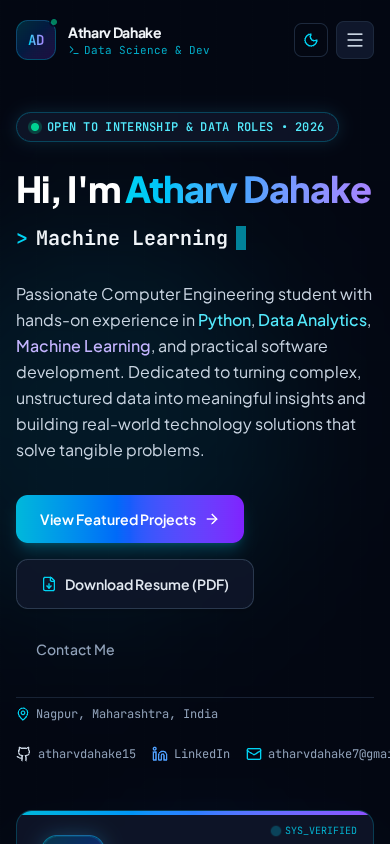 AD
Atharv Dahake
>_ Data Science & Dev
OPEN TO INTERNSHIP & DATA ROLES • 2026
Hi, I'm Atharv Dahake
> Machine Learning
Passionate Computer Engineering student with
hands-on experience in Python, Data Analytics,
Machine Learning, and practical software
development. Dedicated to turning complex,
unstructured data into meaningful insights and
building real-world technology solutions that
solve tangible problems.
View Featured Projects →
Download Resume (PDF)
Contact Me
Nagpur, Maharashtra, India
atharvdahake15 LinkedIn atharvdahake7@gmai
SYS_VERIFIED